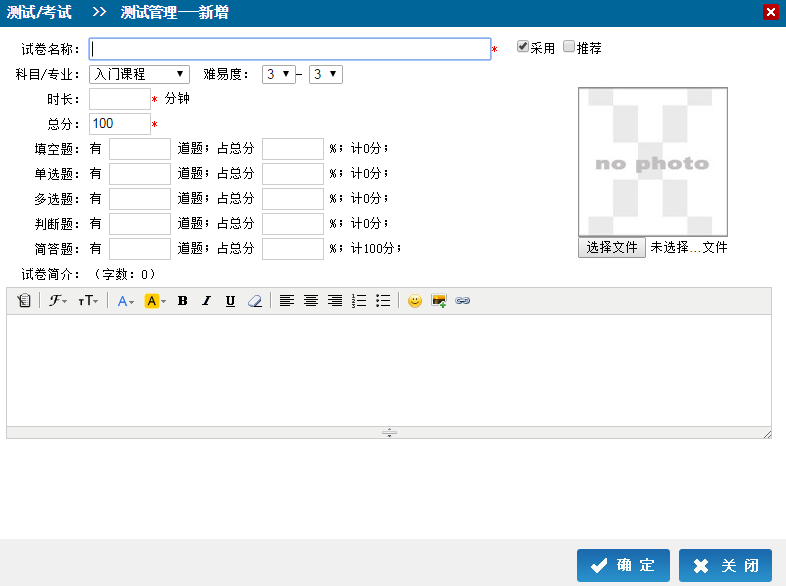 测试/考试 >> 测试管理——新增
试卷名称： * 采用 推荐
科目/专业： 入门课程 难易度： 3 - 3
时长： * 分钟
总分： 100 *
填空题： 有 道题；占总分 %；计0分；
单选题： 有 道题；占总分 %；计0分；
多选题： 有 道题；占总分 %；计0分；
判断题： 有 道题；占总分 %；计0分；
简答题： 有 道题；占总分 %；计100分；
no photo
选择文件 未选择...文件
试卷简介：（字数：0）
确 定 关 闭